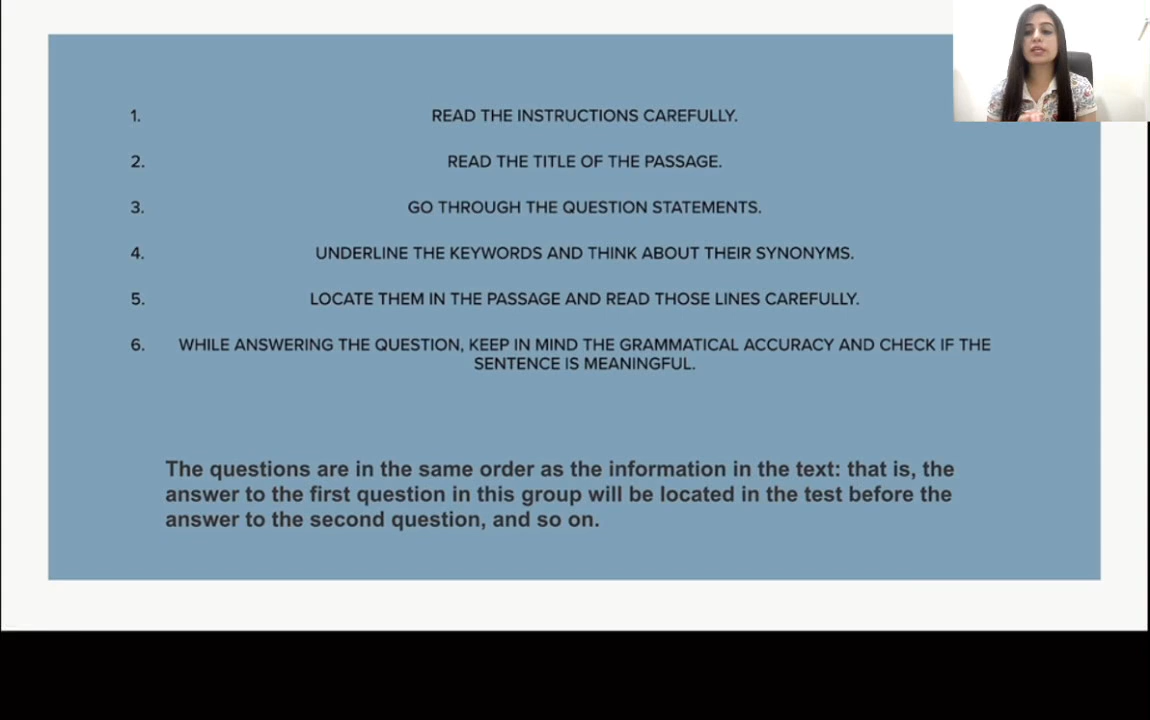 1. READ THE INSTRUCTIONS CAREFULLY.
2. READ THE TITLE OF THE PASSAGE.
3. GO THROUGH THE QUESTION STATEMENTS.
4. UNDERLINE THE KEYWORDS AND THINK ABOUT THEIR SYNONYMS.
5. LOCATE THEM IN THE PASSAGE AND READ THOSE LINES CAREFULLY.
6. WHILE ANSWERING THE QUESTION, KEEP IN MIND THE GRAMMATICAL ACCURACY AND CHECK IF THE
SENTENCE IS MEANINGFUL.
The questions are in the same order as the information in the text: that is, the
answer to the first question in this group will be located in the test before the
answer to the second question, and so on.